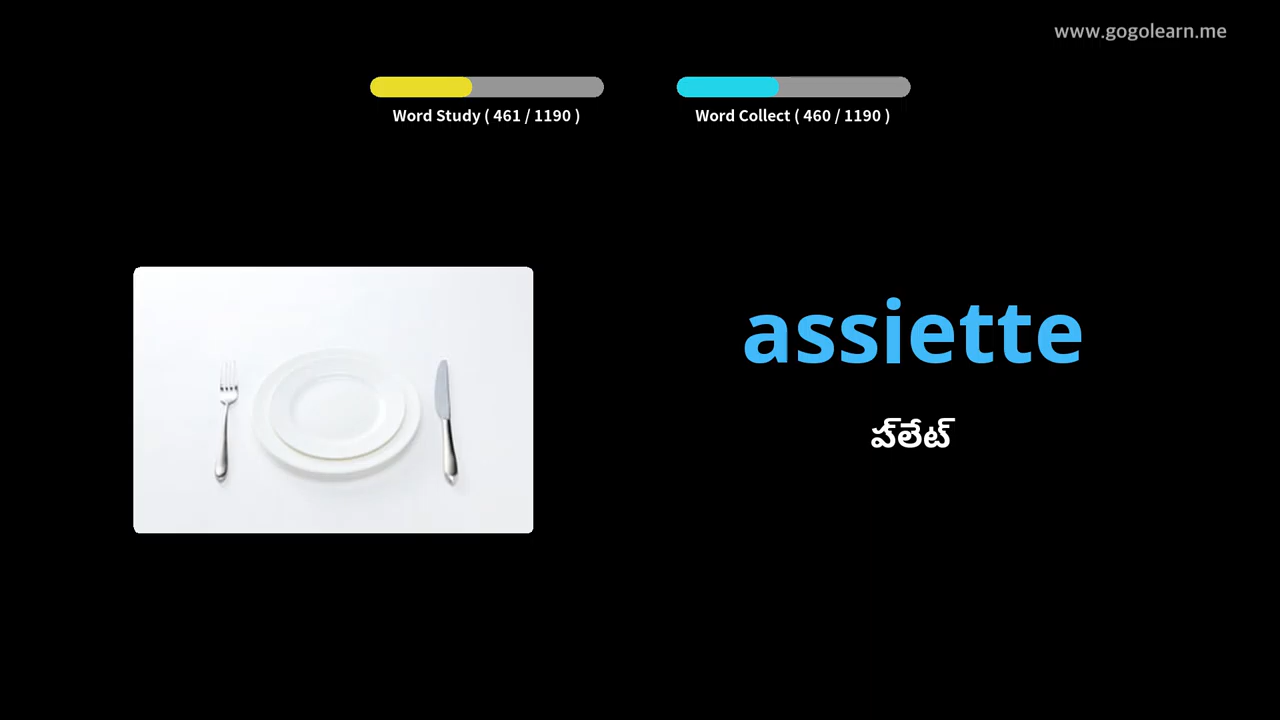 www.gogolearn.me
Word Study ( 461 / 1190 )
Word Collect ( 460 / 1190 )
assiette
ప్‌లేట్